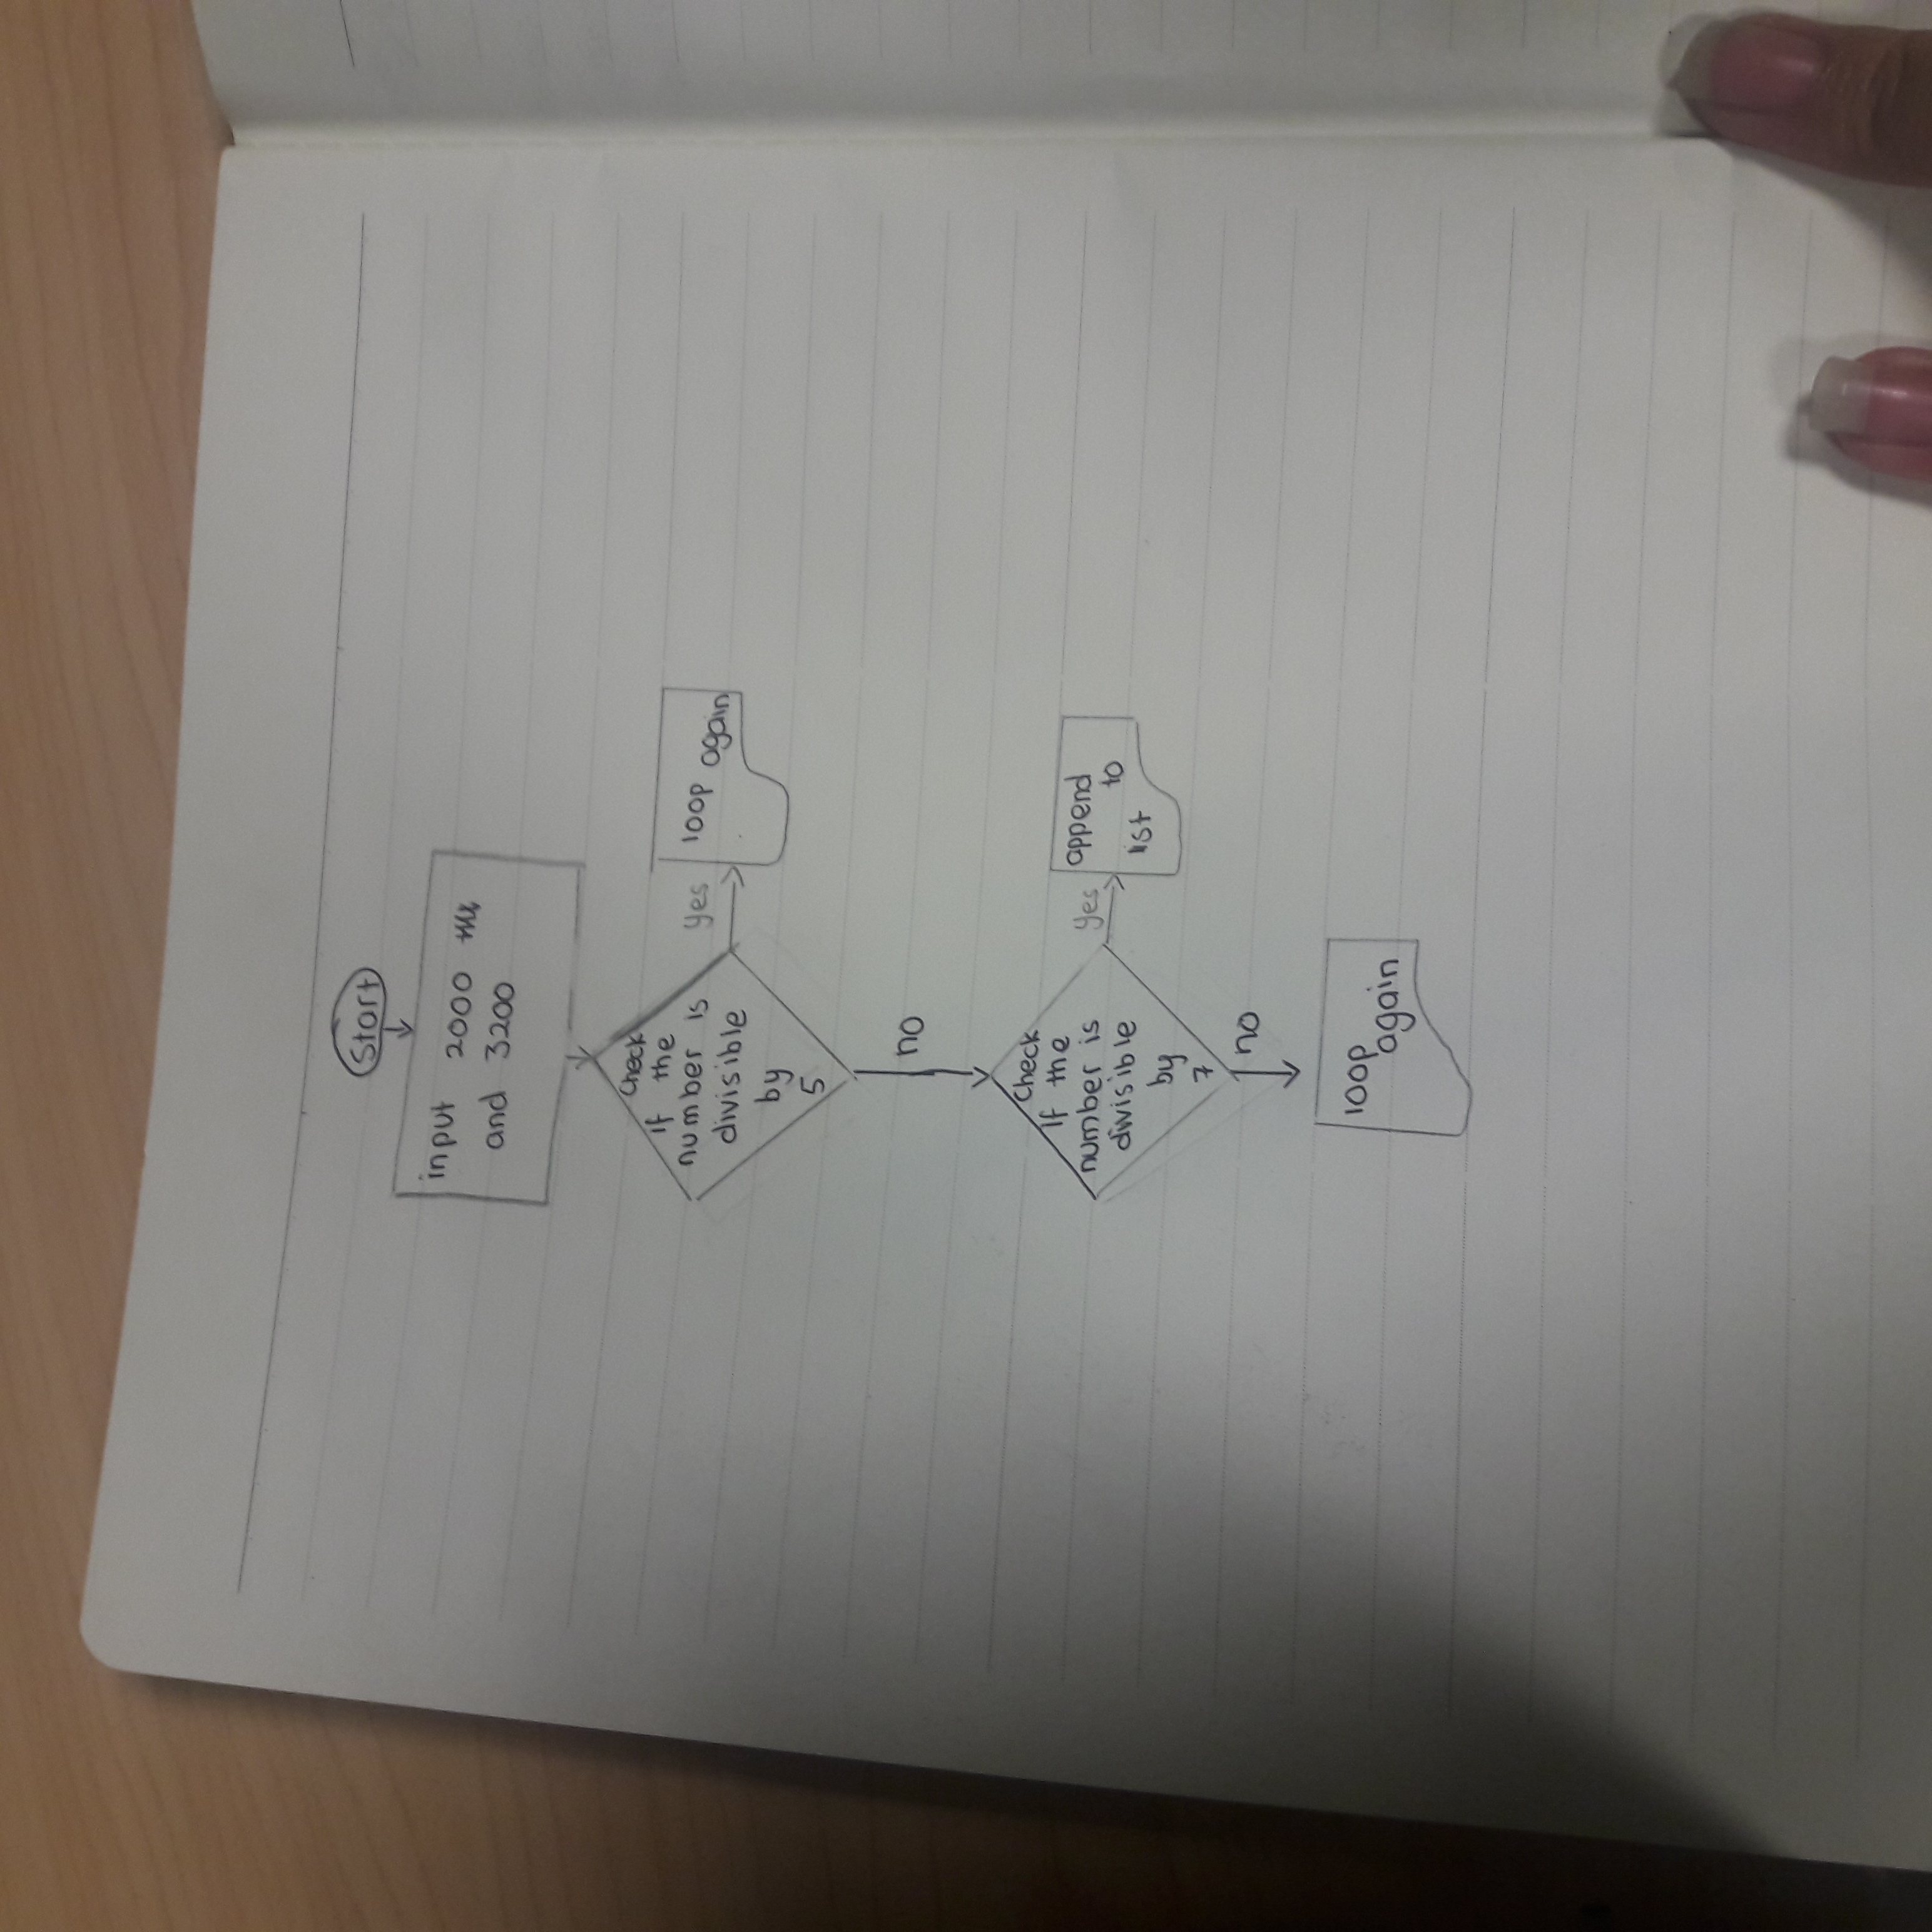 Start
input 2000
and 3200
Check
if the
number is
divisible
by
5
yes
loop again
no
Check
if the
number is
divisible
by
7
yes
append
to
list
no
loop
again